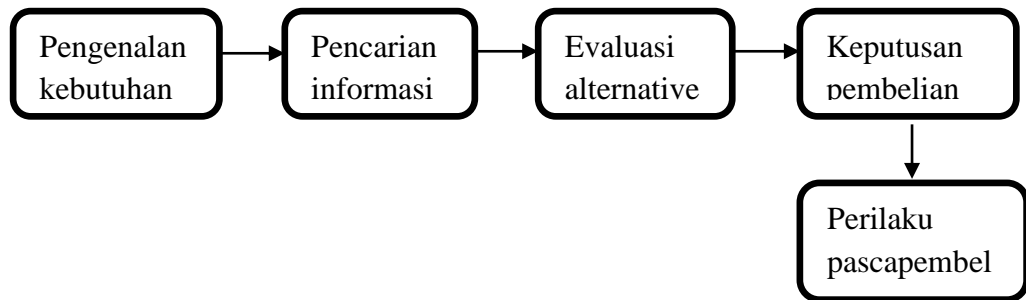 Pengenalan
kebutuhan
Pencarian
informasi
Evaluasi
alternative
Keputusan
pembelian
Perilaku
pascapembel